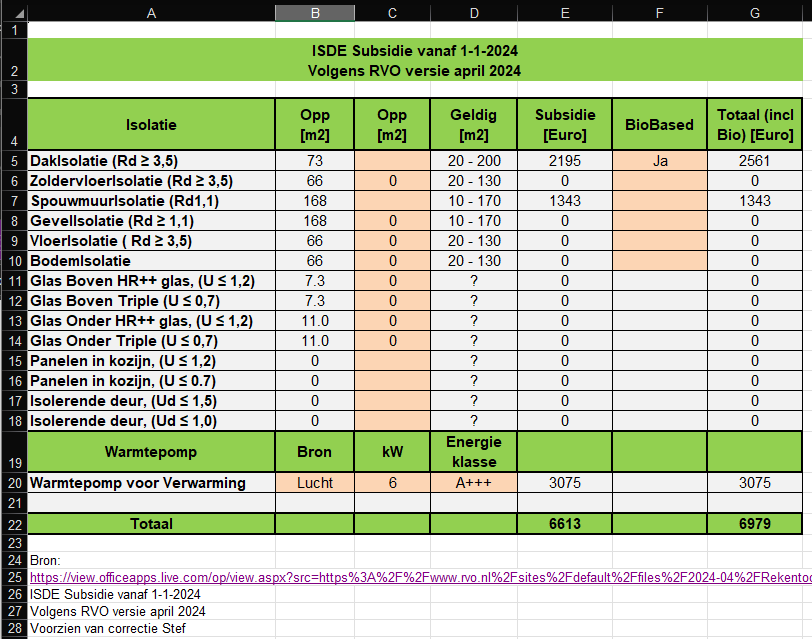 A B C D E F G
1
2 ISDE Subsidie vanaf 1-1-2024
Volgens RVO versie april 2024
3
4 Isolatie Opp [m2] Opp [m2] Geldig [m2] Subsidie [Euro] BioBased Totaal (incl Bio) [Euro]
5 DakIsolatie (Rd ≥ 3,5) 73 20 - 200 2195 Ja 2561
6 ZoldervloerIsolatie (Rd ≥ 3,5) 66 0 20 - 130 0 0
7 SpouwmuurIsolatie (Rd1,1) 168 10 - 170 1343 1343
8 GevelIsolatie (Rd ≥ 1,1) 168 0 10 - 170 0 0
9 VloerIsolatie ( Rd ≥ 3,5) 66 0 20 - 130 0 0
10 BodemIsolatie 66 0 20 - 130 0 0
11 Glas Boven HR++ glas, (U ≤ 1,2) 7.3 0 ? 0 0
12 Glas Boven Triple (U ≤ 0,7) 7.3 0 ? 0 0
13 Glas Onder HR++ glas, (U ≤ 1,2) 11.0 0 ? 0 0
14 Glas Onder Triple (U ≤ 0,7) 11.0 0 ? 0 0
15 Panelen in kozijn, (U ≤ 1,2) 0 ? 0 0
16 Panelen in kozijn, (U ≤ 0.7) 0 ? 0 0
17 Isolerende deur, (Ud ≤ 1,5) 0 ? 0 0
18 Isolerende deur, (Ud ≤ 1,0) 0 ? 0 0
19 Warmtepomp Bron kW Energie klasse
20 Warmtepomp voor Verwarming Lucht 6 A+++ 3075 3075
21
22 Totaal 6613 6979
23
24 Bron:
25 https://view.officeapps.live.com/op/view.aspx?src=https%3A%2F%2Fwww.rvo.nl%2Fsites%2Fdefault%2Ffiles%2F2024-04%2FRekentoo
26 ISDE Subsidie vanaf 1-1-2024
27 Volgens RVO versie april 2024
28 Voorzien van correctie Stef